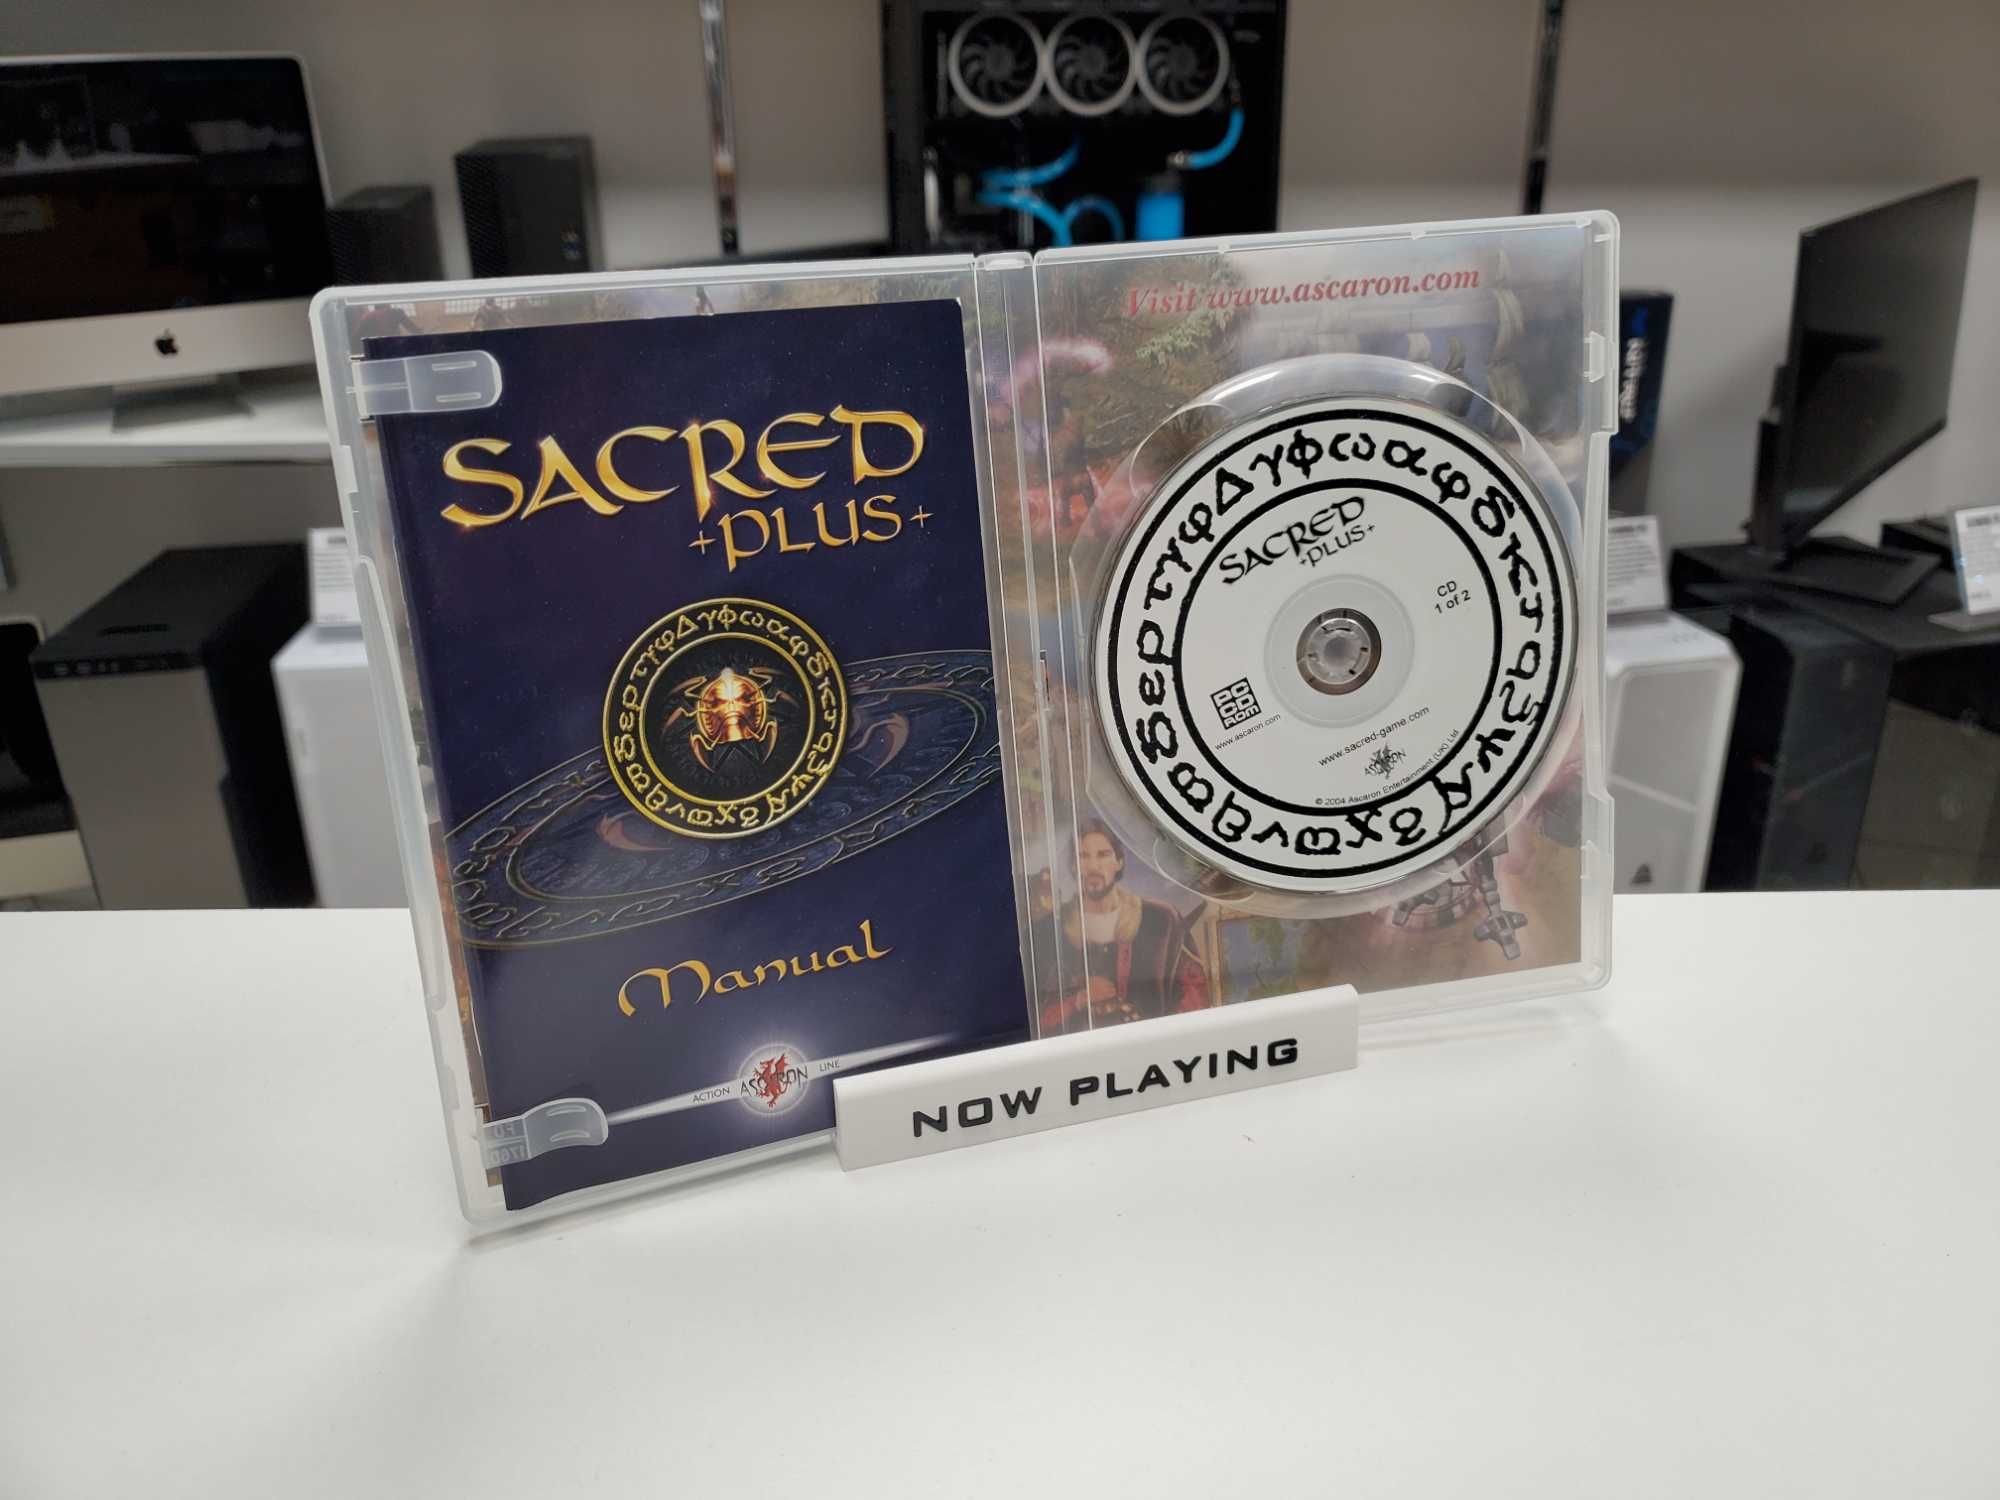 SACRED
+PLUS+
Manual
ACTION
ASCARON
LINE
Visit www.ascaron.com
SACRED
+PLUS+
CD
1 of 2
PC
CD
ROM
www.ascaron.com
www.sacred-game.com
ASCARON
© 2004 Ascaron Entertainment (UK) Ltd
NOW PLAYING